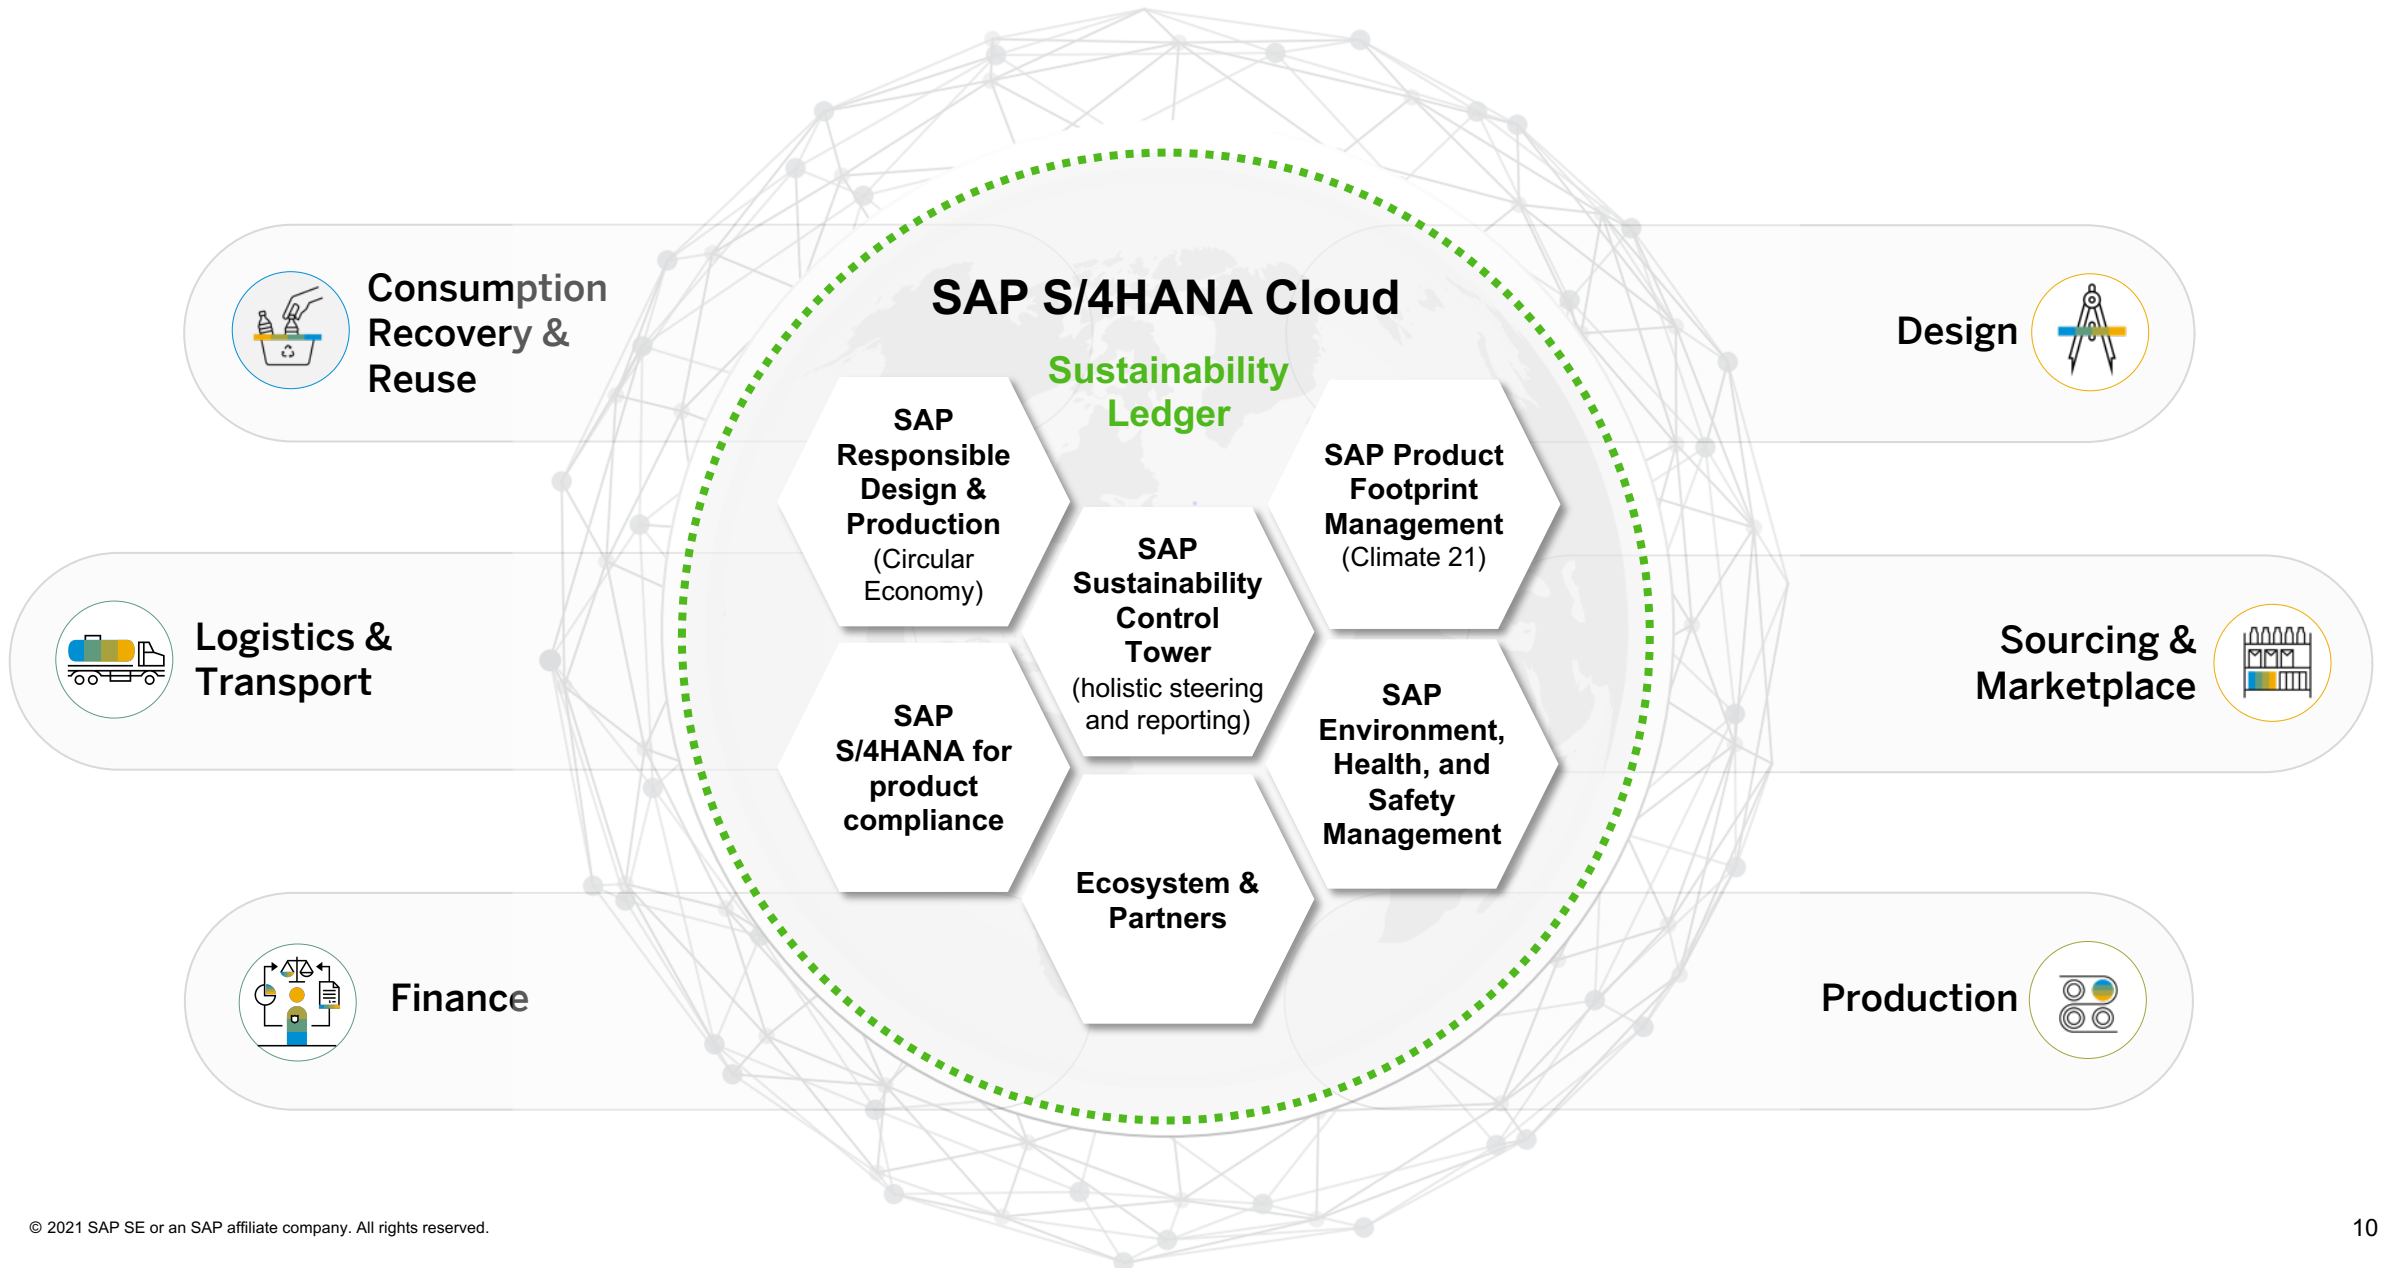 Consumption
Recovery &
Reuse
Logistics &
Transport
Finance
SAP S/4HANA Cloud
Sustainability
Ledger
SAP
Responsible
Design &
Production
(Circular
Economy)
SAP Product
Footprint
Management
(Climate 21)
SAP
Sustainability
Control
Tower
(holistic steering
and reporting)
SAP
S/4HANA for
product
compliance
SAP
Environment,
Health, and
Safety
Management
Ecosystem &
Partners
Design
Sourcing &
Marketplace
Production
© 2021 SAP SE or an SAP affiliate company. All rights reserved.
10